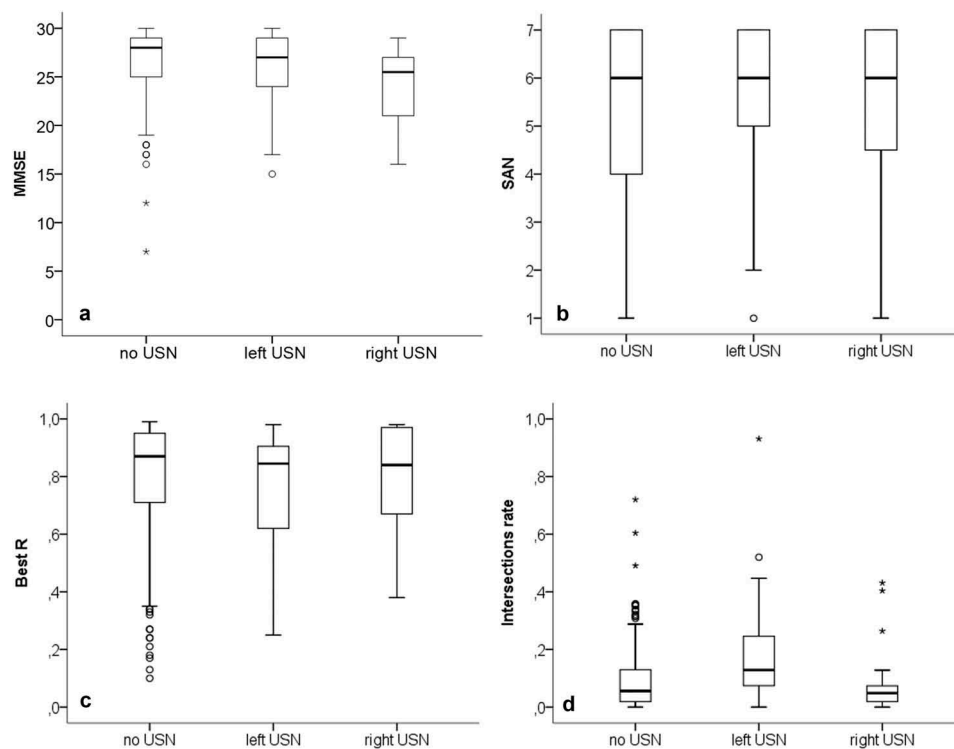 30
25
20
15
10
5
0
MMSE
a
no USN left USN right USN
7
6
5
4
3
2
1
SAN
b
no USN left USN right USN
1,0
,8
,6
,4
,2
,0
Best R
c
no USN left USN right USN
1,0
,8
,6
,4
,2
,0
Intersections rate
d
no USN left USN right USN